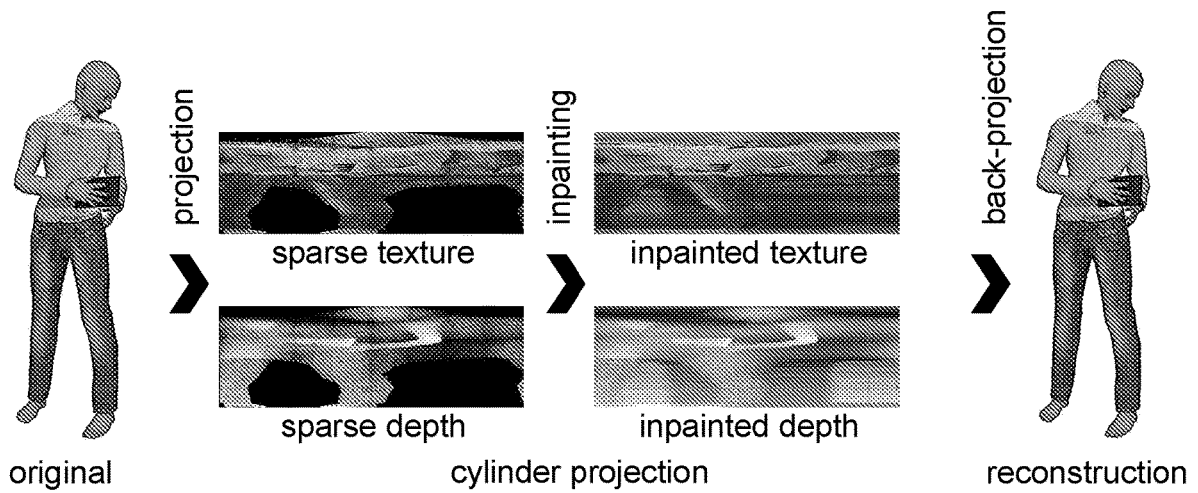 projection
sparse texture
sparse depth
inpainting
inpainted texture
inpainted depth
back-projection
original
cylinder projection
reconstruction